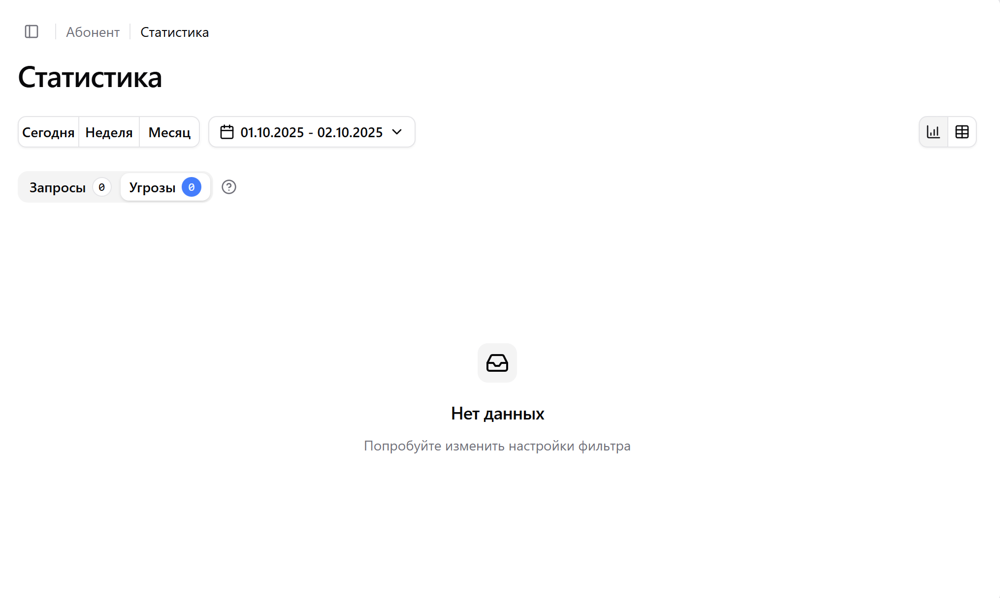 Абонент Статистика
Статистика
Сегодня Неделя Месяц 01.10.2025 - 02.10.2025
Запросы 0 Угрозы 0
Нет данных
Попробуйте изменить настройки фильтра